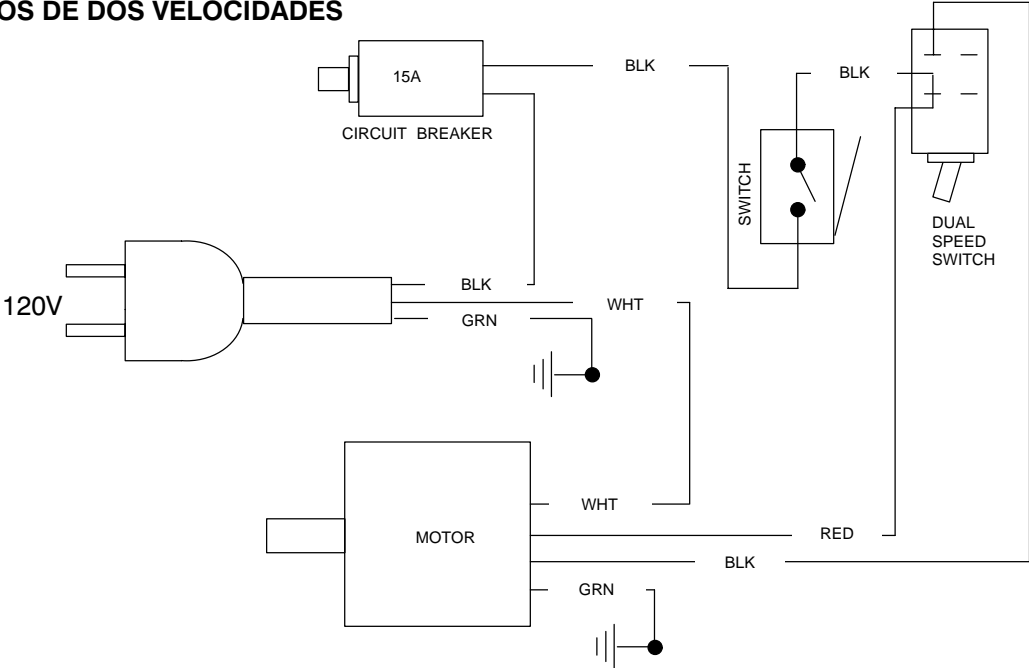 OS DE DOS VELOCIDADES
15A
BLK
BLK
CIRCUIT BREAKER
SWITCH
DUAL
SPEED
SWITCH
120V
BLK
WHT
GRN
WHT
MOTOR
RED
BLK
GRN